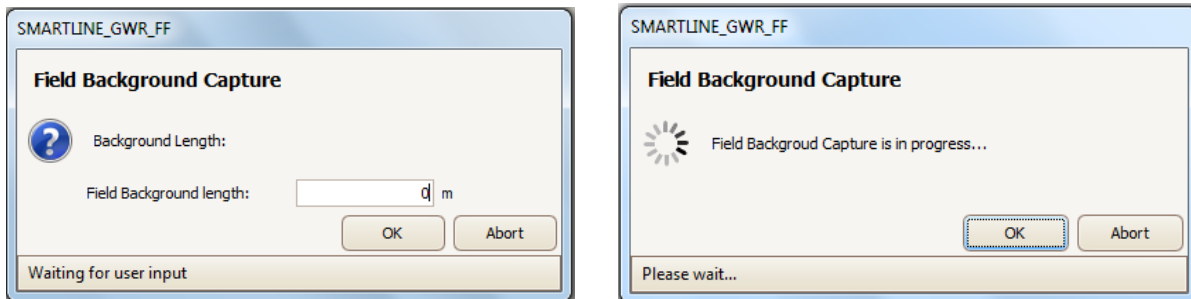 SMARTLINE_GWR_FF
Field Background Capture
Background Length:
Field Background length: 0 m
OK Abort
Waiting for user input
SMARTLINE_GWR_FF
Field Background Capture
Field Backgroud Capture is in progress...
OK Abort
Please wait...